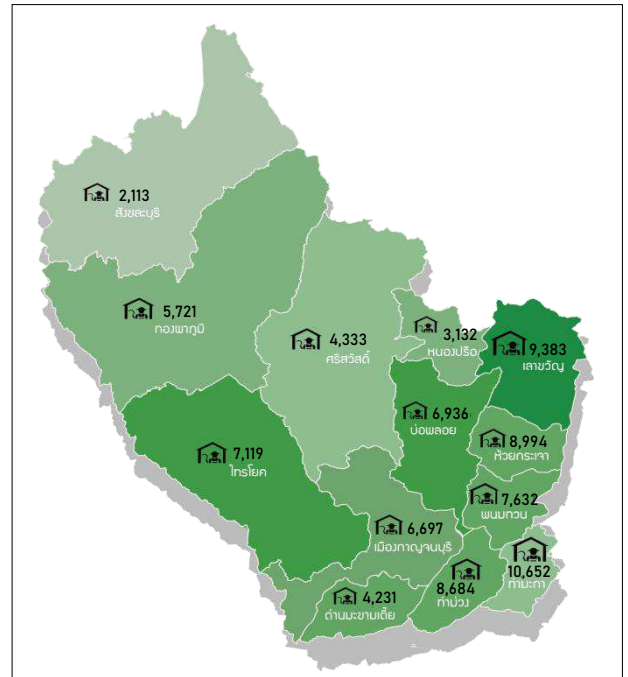 2,113
สังขละบุรี
5,721
ทองผาภูมิ
4,333
ศรีสวัสดิ์
3,132
หนองปรือ
9,383
เลาขวัญ
6,936
บ่อพลอย
8,994
ห้วยกระเจา
7,119
ไทรโยค
7,632
พนมทวน
6,697
เมืองกาญจนบุรี
10,652
ท่ามะกา
8,684
ท่าม่วง
4,231
ด่านมะขามเตี้ย